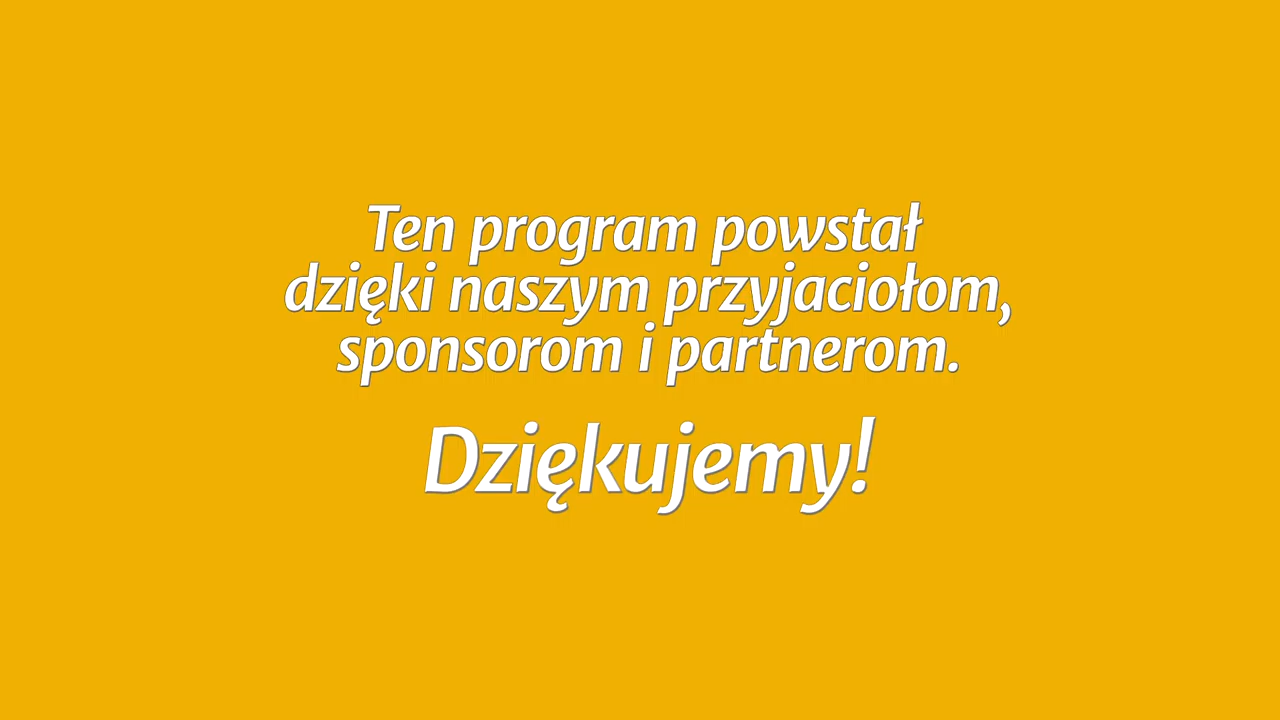 Ten program powstał
dzięki naszym przyjaciołom,
sponsorom i partnerom.
Dziękujemy!